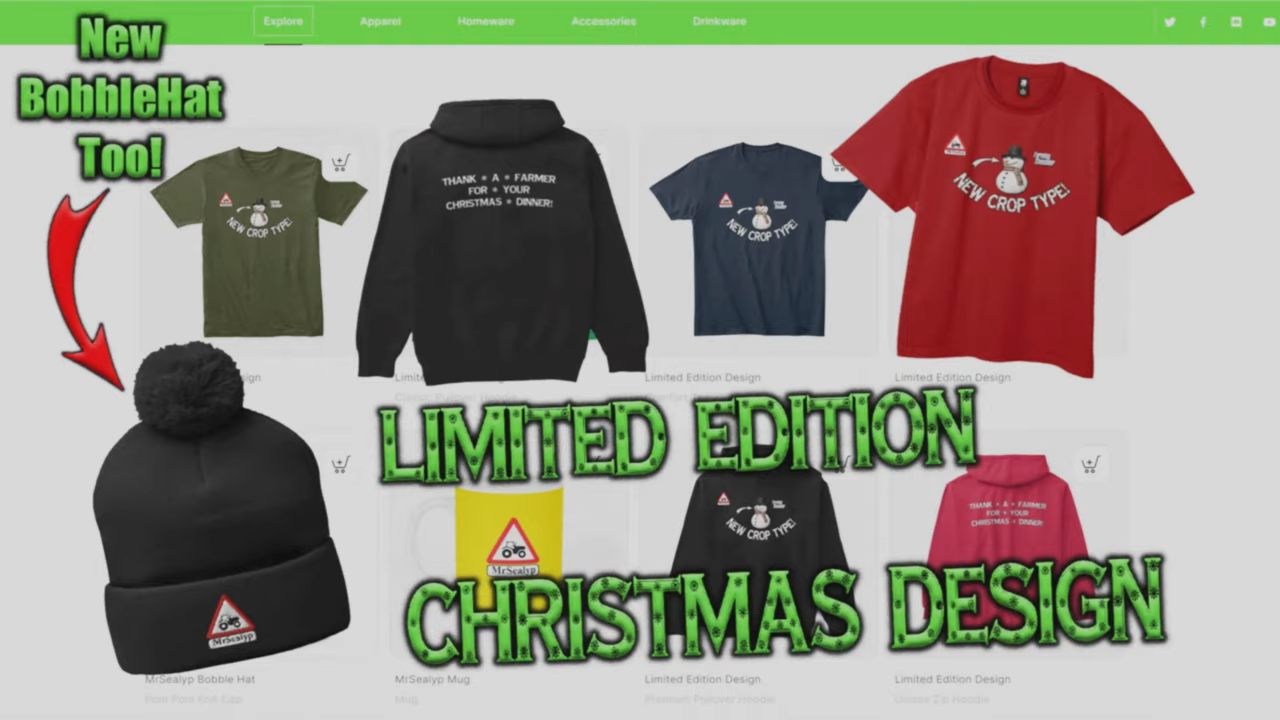 Explore
Apparel
Homeware
Accessories
Drinkware
New
BobbleHat
Too!
NEW CROP TYPE!
THANK * A * FARMER
FOR * YOUR
CHRISTMAS * DINNER!
NEW CROP TYPE!
MrSealyp
NEW CROP TYPE!
sign
Limite
Limited Edition Design
Limited Edition Design
LIMITED EDITION
CHRISTMAS DESIGN
MrSealyp
MrSealyp
NEW CROP TYPE!
THANK * A * FARMER
FOR * YOUR
CHRISTMAS * DINNER!
MrSealyp Bobble Hat
Pom Pom Knit Cap
MrSealyp Mug
Mug
Limited Edition Design
Premium Pullover Hoodie
Limited Edition Design
Unisex Zip Hoodie